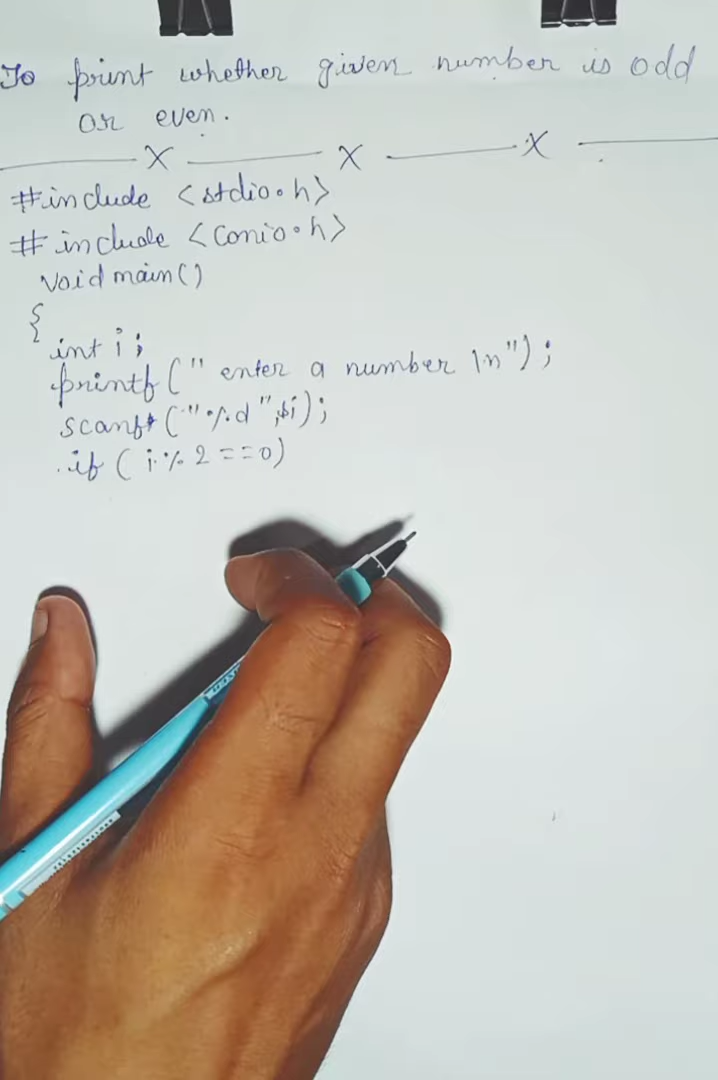 To print whether given number is odd
or even.
x x x
#include <stdio.h>
#include <conio.h>
void main()
{
int i;
printf (" enter a number \n");
scanf ("%d",&i);
if ( i % 2 ==0)